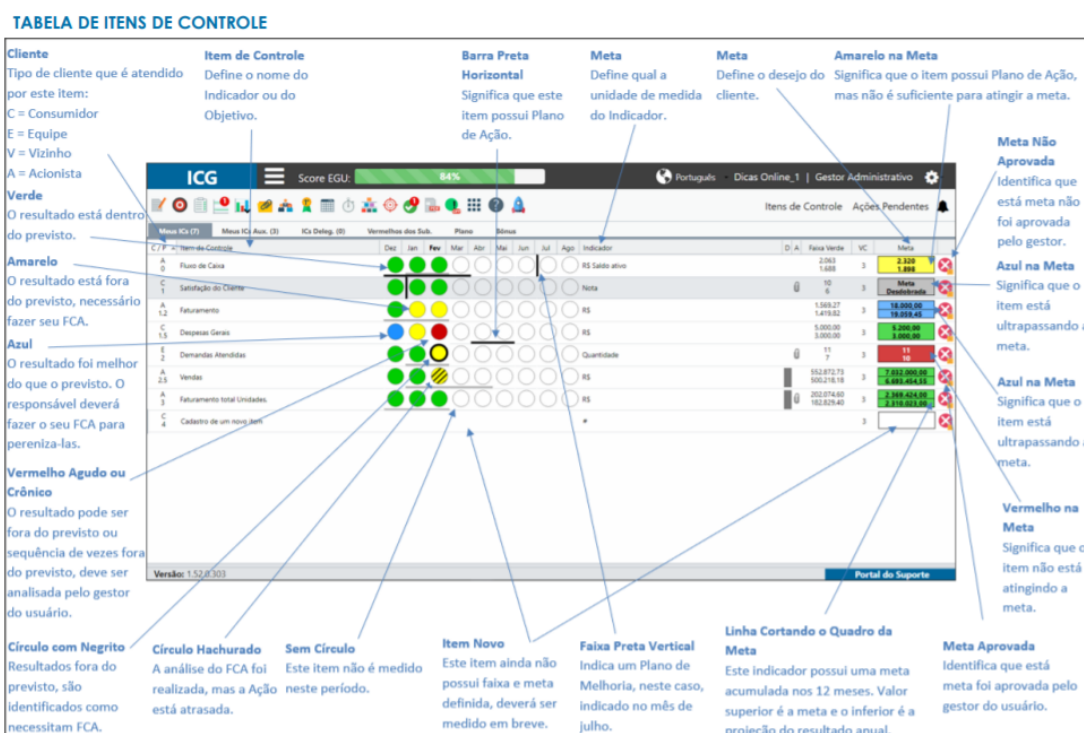 TABELA DE ITENS DE CONTROLE
Cliente
Tipo de cliente que é atendido
por este item:
C = Consumidor
E = Equipe
V = Vizinho
A = Acionista
Item de Controle
Define o nome do
Indicador ou do
Objetivo.
Barra Preta
Horizontal
Significa que este
item possui Plano
de Ação.
Meta
Define qual a
unidade de medida
do Indicador.
Meta
Define o desejo do
cliente.
Amarelo na Meta
Significa que o item possui Plano de Ação,
mas não é suficiente para atingir a meta.
Verde
O resultado está dentro
do previsto.
Amarelo
O resultado está fora
do previsto, necessário
fazer seu FCA.
Azul
O resultado foi melhor
do que o previsto. O
responsável deverá
fazer o seu FCA para
pereniza-las.
Vermelho Agudo ou
Crônico
O resultado pode ser
fora do previsto ou
sequência de vezes fora
do previsto, deve ser
analisada pelo gestor
do usuário.
ICG
Score EGU:
84%
Português
Dicas Online_1 | Gestor Administrativo
Itens de Controle Ações Pendentes
Meus ICs (7) Meus ICs Aux. (3) ICs Deleg. (0) Vermelhos dos Sub. Plano Bônus
C / P Item de Controle Dez Jan Fev Mar Abr Mai Jun Jul Ago Indicador D A Faixa Verde VC Meta
A Fluxo de Caixa R$ Saldo ativo 2.063 3 2.320
0 1.688 1.898
C Satisfação do Cliente Nota 10 3 Meta
1 6 Desdobrada
A Faturamento R$ 1.569,27 3 18.000,00
1.2 1.419,82 19.059,45
C Despesas Gerais R$ 5.000,00 3 5.200,00
1.5 3.000,00 3.000,00
E Demandas Atendidas Quantidade 11 3 11
2 7 10
A Vendas R$ 552.872,73 3 7.032.000,00
2.5 500.218,18 6.693.454,55
A Faturamento total Unidades. R$ 202.074,60 3 2.369.424,00
3 182.829,40 2.310.023,00
C Cadastro de um novo item # 3
4
Versão: 1.52.0.303
Portal do Suporte
Meta Não
Aprovada
Identifica que
está meta não
foi aprovada
pelo gestor.
Azul na Meta
Significa que o
item está
ultrapassando a
meta.
Azul na Meta
Significa que o
item está
ultrapassando a
meta.
Vermelho na
Meta
Significa que o
item não está
atingindo a
meta.
Círculo com Negrito
Resultados fora do
previsto, são
identificados como
necessitam FCA.
Círculo Hachurado
A análise do FCA foi
realizada, mas a Ação
está atrasada.
Sem Círculo
Este item não é medido
neste período.
Item Novo
Este item ainda não
possui faixa e meta
definida, deverá ser
medido em breve.
Faixa Preta Vertical
Indica um Plano de
Melhoria, neste caso,
indicado no mês de
julho.
Linha Cortando o Quadro da
Meta
Este indicador possui uma meta
acumulada nos 12 meses. Valor
superior é a meta e o inferior é a
projeção do resultado anual.
Meta Aprovada
Identifica que está
meta foi aprovada pelo
gestor do usuário.